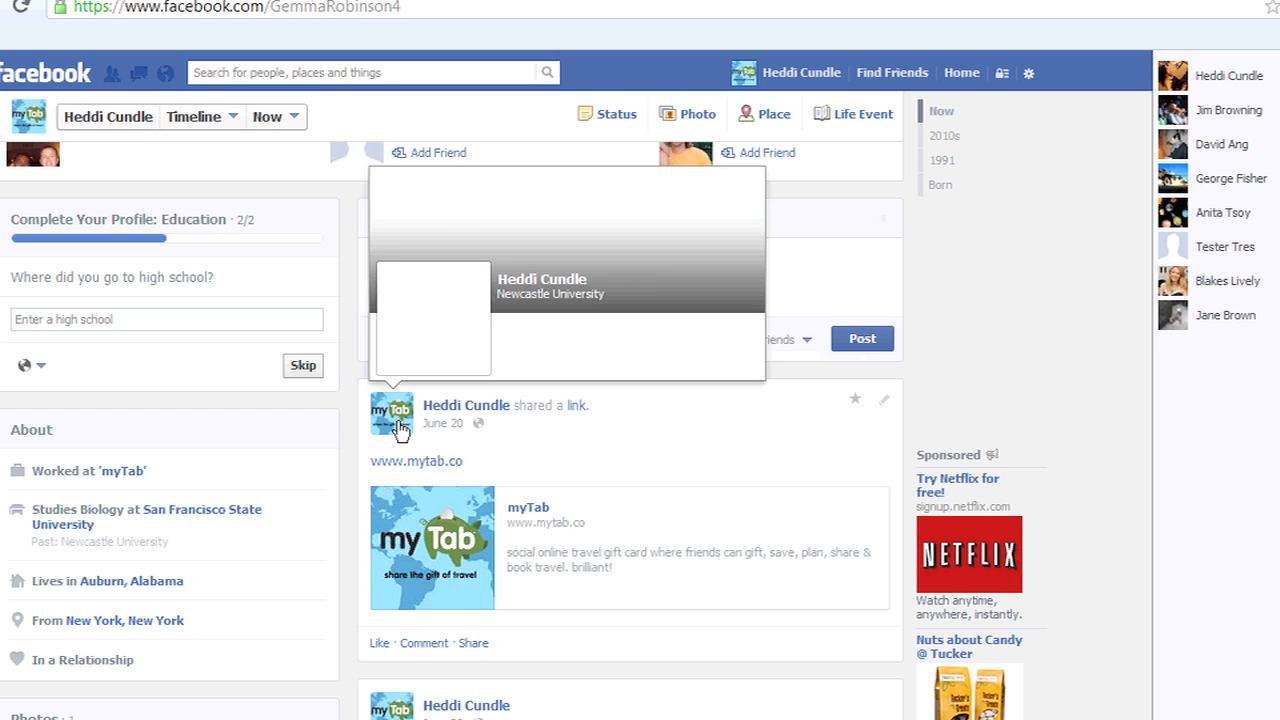 https://www.facebook.com/GemmaRobinson4
facebook
Search for people, places and things
Heddi Cundle
Find Friends
Home
my Tab
Heddi Cundle
Timeline
Now
Status
Photo
Place
Life Event
Add Friend
Add Friend
Now
2010s
1991
Born
Heddi Cundle
Jim Browning
David Ang
George Fisher
Anita Tsoy
Tester Tres
Blakes Lively
Jane Brown
Complete Your Profile: Education · 2/2
Where did you go to high school?
Enter a high school
Skip
About
Worked at 'myTab'
Studies Biology at San Francisco State
University
Past: Newcastle University
Lives in Auburn, Alabama
From New York, New York
In a Relationship
Photos · 1
Heddi Cundle
Newcastle University
Post
my Tab
Heddi Cundle shared a link.
June 20
www.mytab.co
my Tab
share the gift of travel
myTab
www.mytab.co
social online travel gift card where friends can gift, save, plan, share &
book travel. brilliant!
Like · Comment · Share
my Tab
Heddi Cundle
Sponsored
Try Netflix for
free!
signup.netflix.com
NETFLIX
Watch anytime,
anywhere, instantly.
Nuts about Candy
@ Tucker